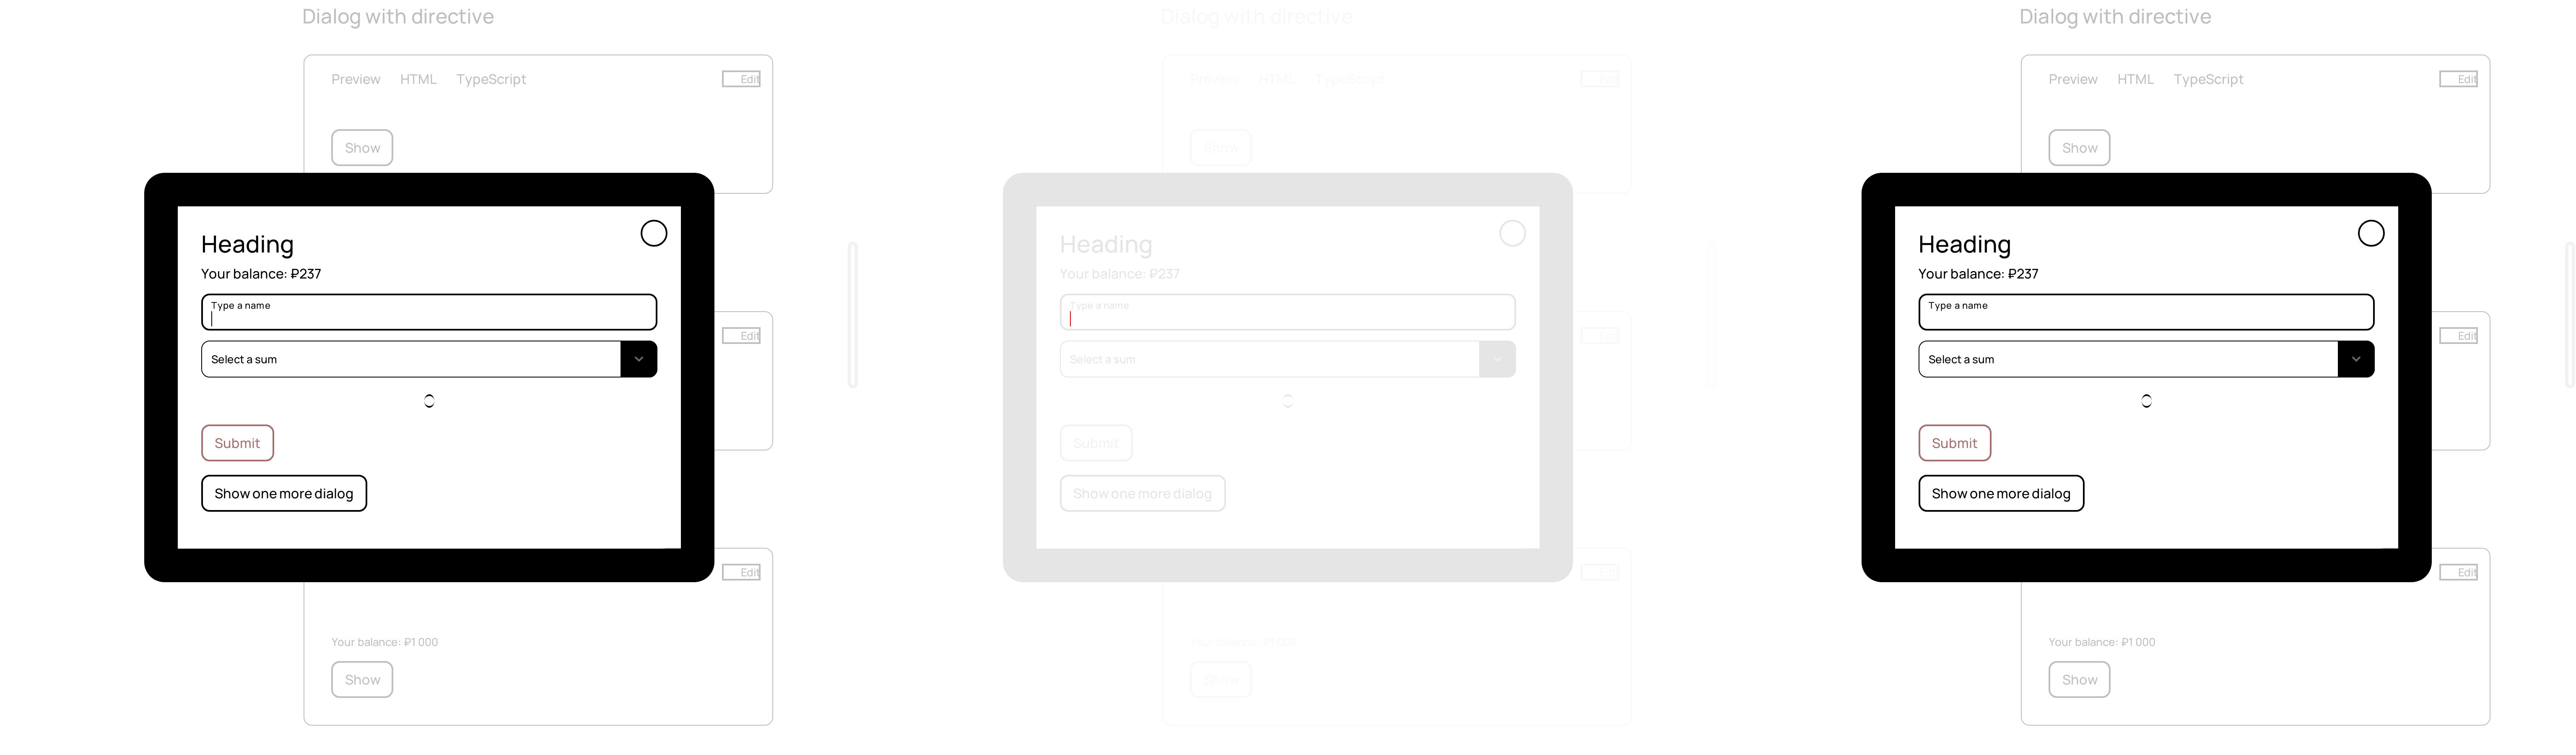 Dialog with directive
Preview HTML TypeScript Edit
Show
Heading
Your balance: ₽237
Type a name
Edit
Select a sum
Submit
Show one more dialog
Edit
Your balance: ₽1 000
Show
Dialog with directive
Preview HTML TypeScript Edit
Show
Heading
Your balance: ₽237
Type a name
Edit
Select a sum
Submit
Show one more dialog
Edit
Your balance: ₽1 000
Show
Dialog with directive
Preview HTML TypeScript Edit
Show
Heading
Your balance: ₽237
Type a name
Edit
Select a sum
Submit
Show one more dialog
Edit
Your balance: ₽1 000
Show